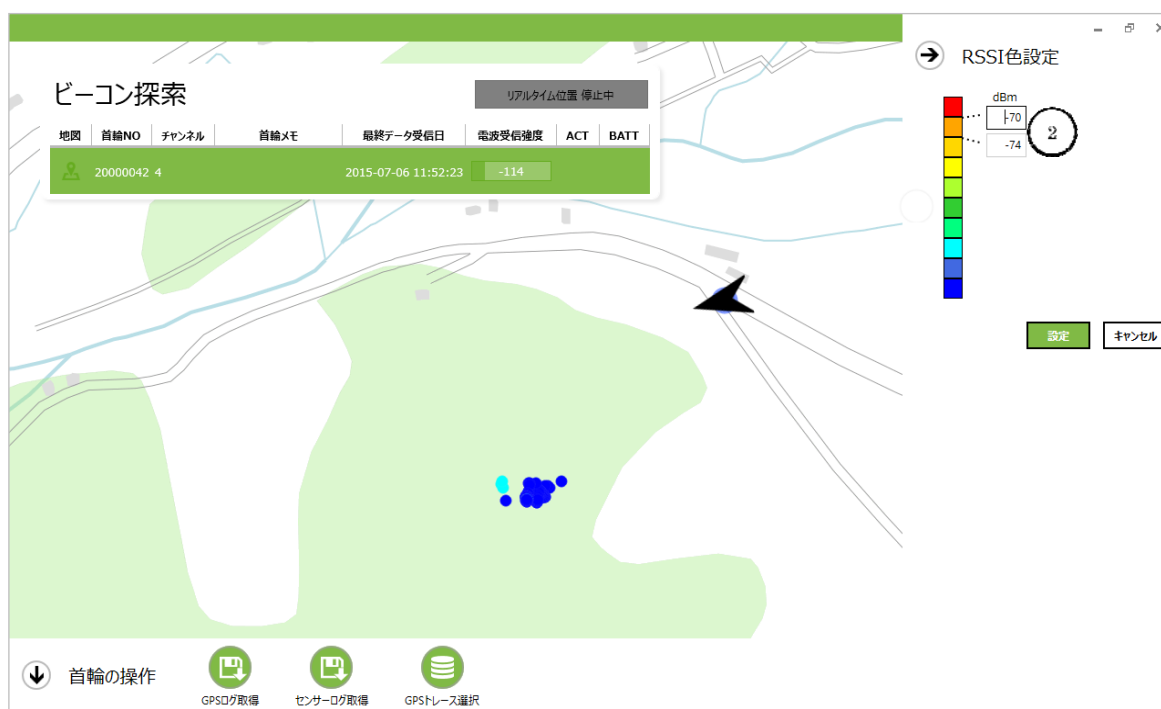 RSSI色設定
ビーコン探索
リアルタイム位置 停止中
地図 首輪NO チャンネル 首輪メモ 最終データ受信日 電波受信強度 ACT BATT
20000042 4 2015-07-06 11:52:23 -114
dBm
-70
-74
2
設定 キャンセル
首輪の操作
GPSログ取得 センサーログ取得 GPSトレース選択